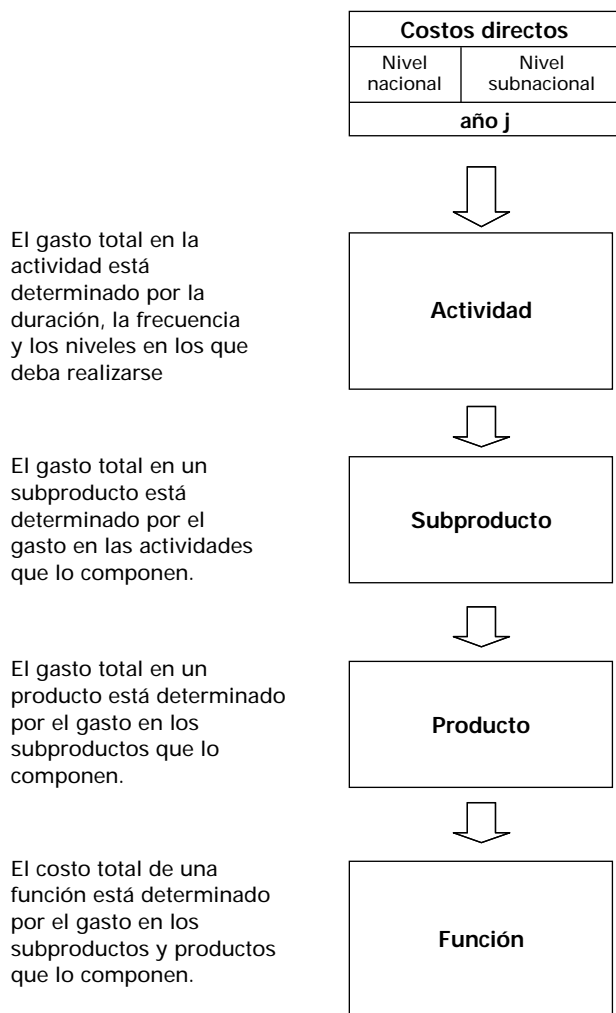 Costos directos
Nivel
nacional
Nivel
subnacional
año j
El gasto total en la
actividad está
determinado por la
duración, la frecuencia
y los niveles en los que
deba realizarse
Actividad
El gasto total en un
subproducto está
determinado por el
gasto en las actividades
que lo componen.
Subproducto
El gasto total en un
producto está determinado
por el gasto en los
subproductos que lo
componen.
Producto
El costo total de una
función está determinado
por el gasto en los
subproductos y productos
que lo componen.
Función